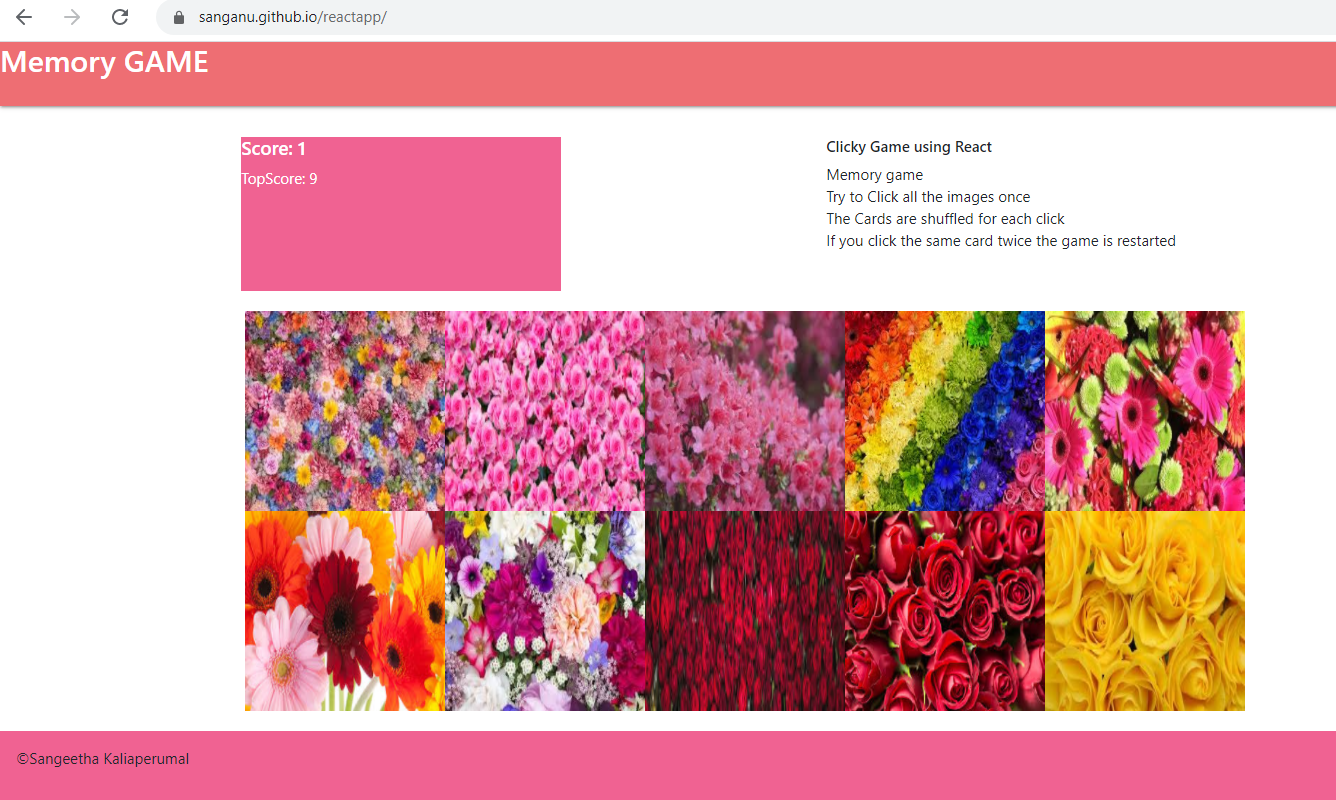 sanganu.github.io/reactapp/
Memory GAME
Score: 1
TopScore: 9
Clicky Game using React
Memory game
Try to Click all the images once
The Cards are shuffled for each click
If you click the same card twice the game is restarted
©Sangeetha Kaliaperumal